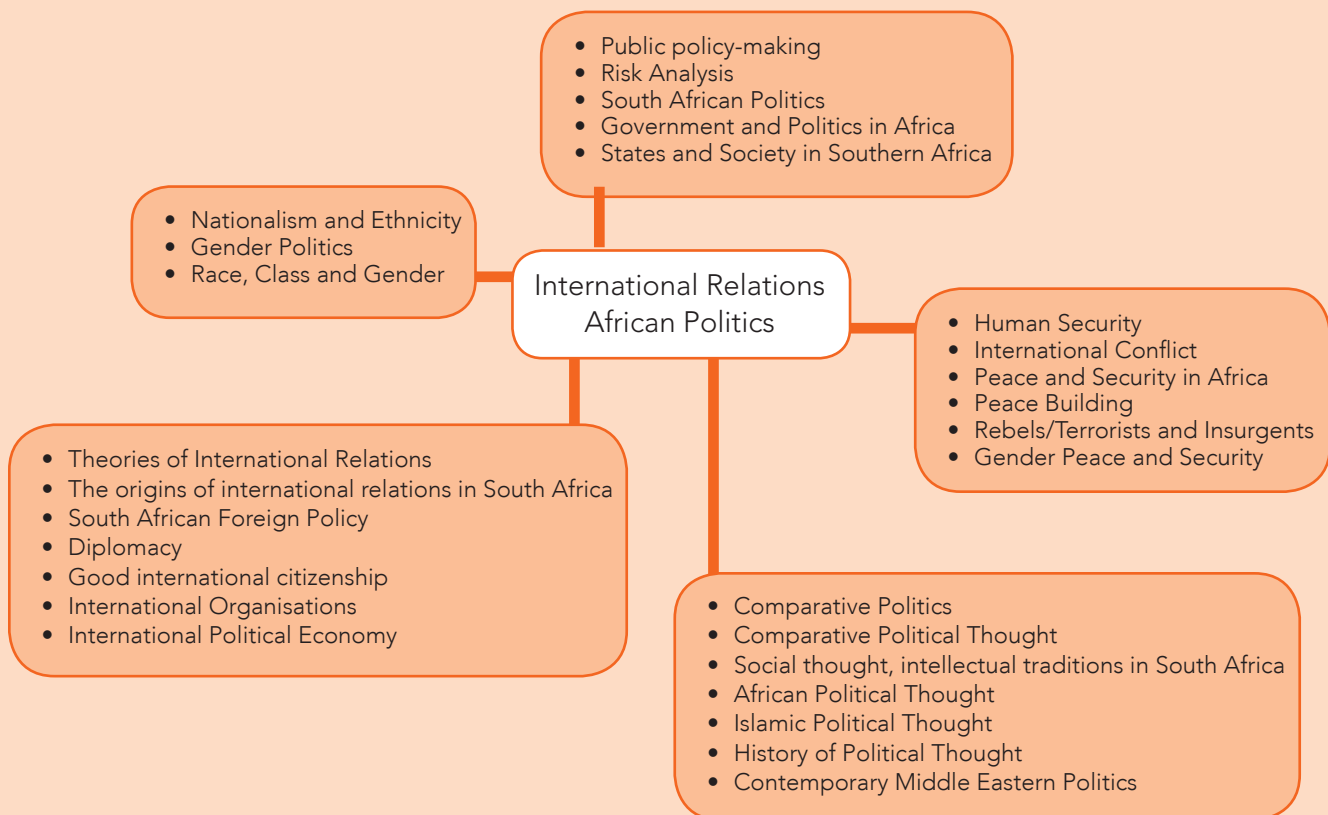 • Public policy-making
• Risk Analysis
• South African Politics
• Government and Politics in Africa
• States and Society in Southern Africa
• Nationalism and Ethnicity
• Gender Politics
• Race, Class and Gender
International Relations
African Politics
• Human Security
• International Conflict
• Peace and Security in Africa
• Peace Building
• Rebels/Terrorists and Insurgents
• Gender Peace and Security
• Theories of International Relations
• The origins of international relations in South Africa
• South African Foreign Policy
• Diplomacy
• Good international citizenship
• International Organisations
• International Political Economy
• Comparative Politics
• Comparative Political Thought
• Social thought, intellectual traditions in South Africa
• African Political Thought
• Islamic Political Thought
• History of Political Thought
• Contemporary Middle Eastern Politics